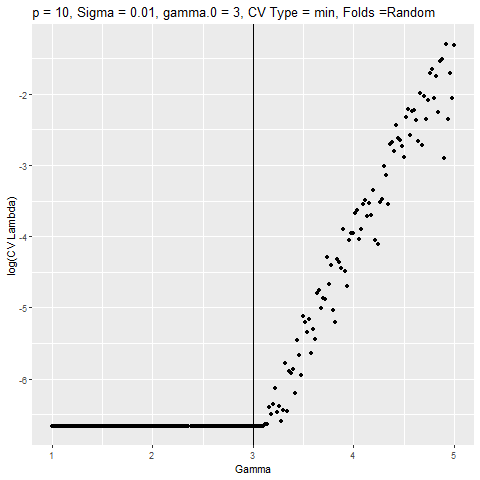 p = 10, Sigma = 0.01, gamma.0 = 3, CV Type = min, Folds =Random
-2
-3
-4
-5
-6
log(CV Lambda)
1 2 3 4 5
Gamma